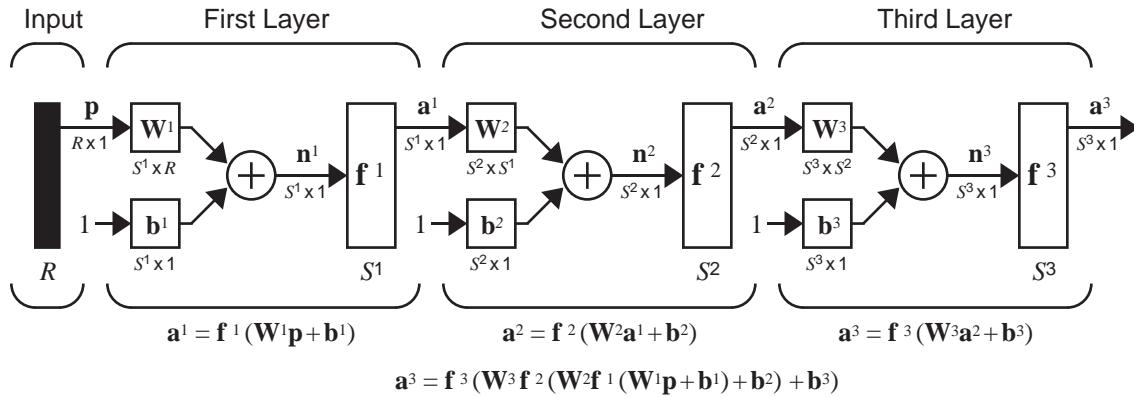 Input First Layer Second Layer Third Layer
p a¹ a² a³
W¹ W² W³
R x 1 S¹ x 1 S² x 1 S³ x 1
n¹ n² n³
S¹ x R S² x S¹ S³ x S²
f ¹ f ² f ³
S¹ x 1 S² x 1 S³ x 1
1 b¹ 1 b² 1 b³
S¹ x 1 S² x 1 S³ x 1
R S¹ S² S³
a¹ = f ¹ (W¹p + b¹) a² = f ² (W²a¹ + b²) a³ = f ³ (W³a² + b³)
a³ = f ³ (W³ f ² (W²f ¹ (W¹p + b¹) + b²) + b³)